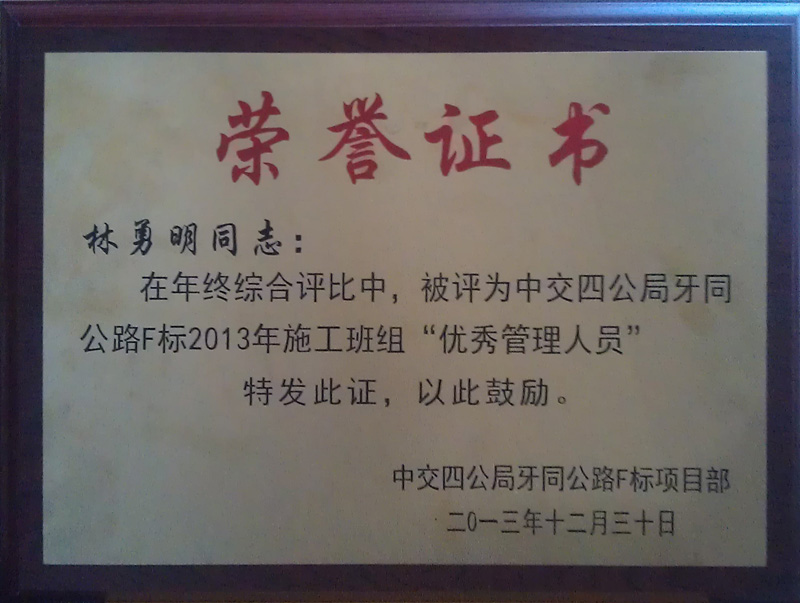 荣誉证书
林勇明同志：
在年终综合评比中，被评为中交四公局牙同
公路F标2013年施工班组“优秀管理人员”
特发此证，以此鼓励。
中交四公局牙同公路F标项目部
二0一三年十二月三十日